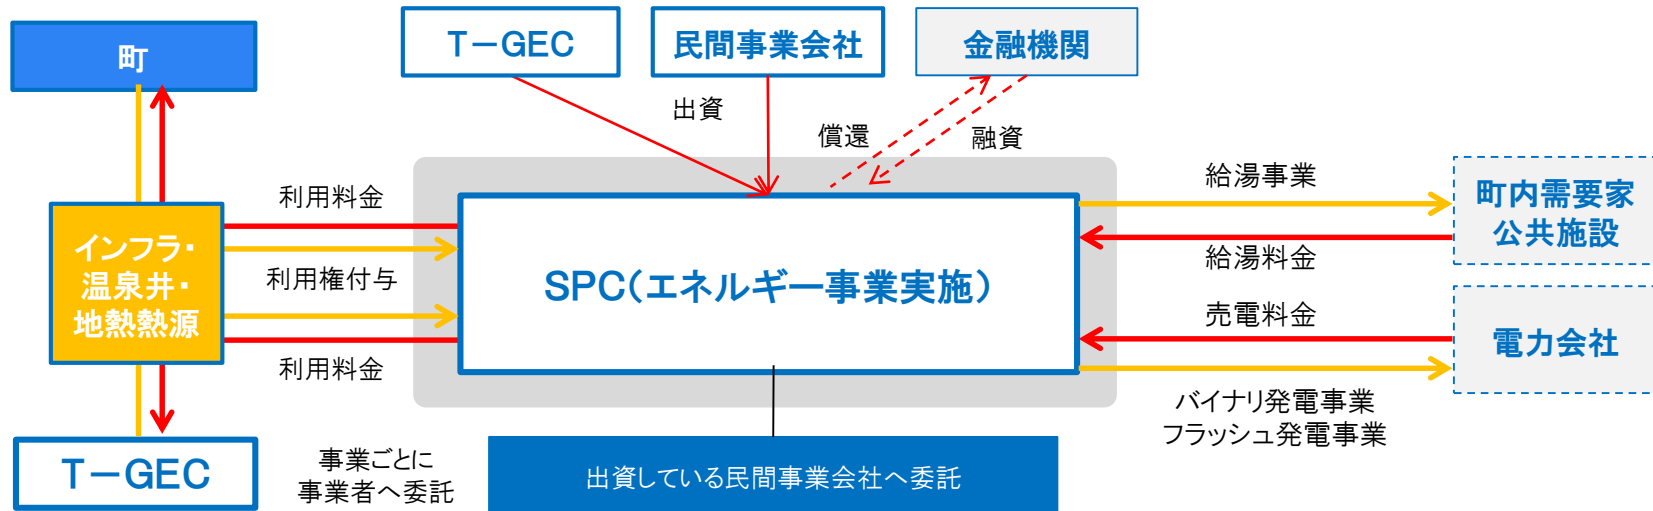 町
T－GEC
民間事業会社
金融機関
出資
償還
融資
利用料金
給湯事業
町内需要家
公共施設
インフラ・
温泉井・
地熱熱源
利用権付与
SPC（エネルギー事業実施）
給湯料金
売電料金
電力会社
利用料金
バイナリ発電事業
フラッシュ発電事業
T－GEC
事業ごとに
事業者へ委託
出資している民間事業会社へ委託